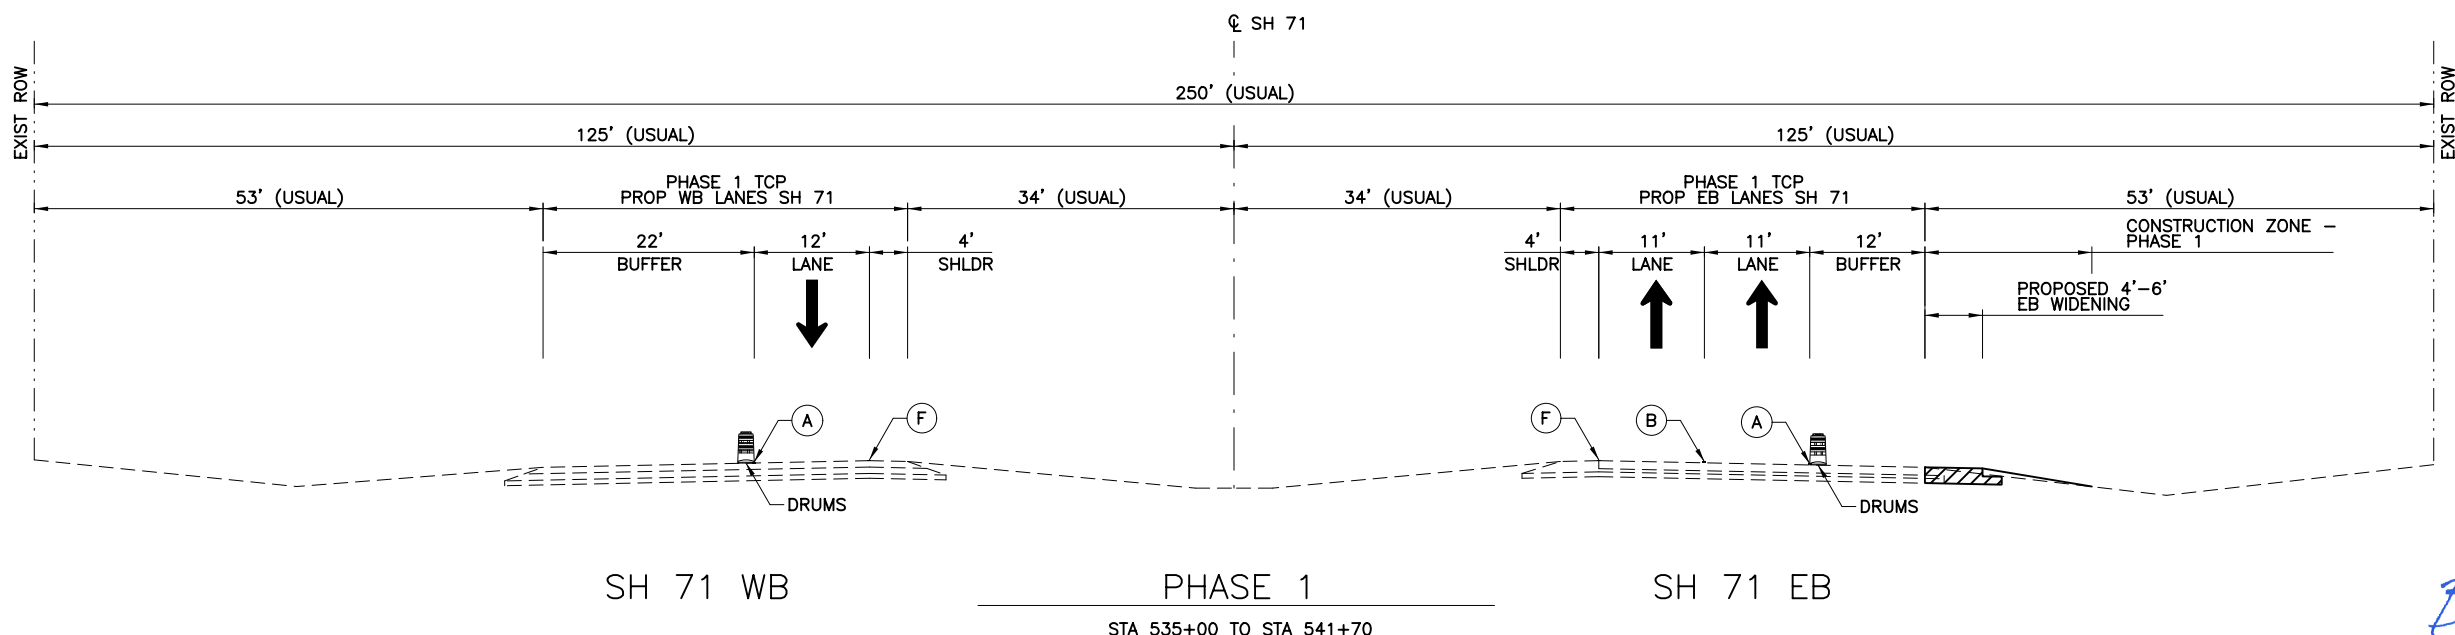 ℄ SH 71
EXIST ROW
EXIST ROW
250' (USUAL)
125' (USUAL)
125' (USUAL)
53' (USUAL)
PHASE 1 TCP
PROP WB LANES SH 71
34' (USUAL)
34' (USUAL)
PHASE 1 TCP
PROP EB LANES SH 71
53' (USUAL)
22'
BUFFER
12'
LANE
4'
SHLDR
4'
SHLDR
11'
LANE
11'
LANE
12'
BUFFER
CONSTRUCTION ZONE –
PHASE 1
PROPOSED 4'–6'
EB WIDENING
A
F
F
B
A
DRUMS
DRUMS
SH 71 WB
PHASE 1
SH 71 EB
STA 535+00 TO STA 541+70